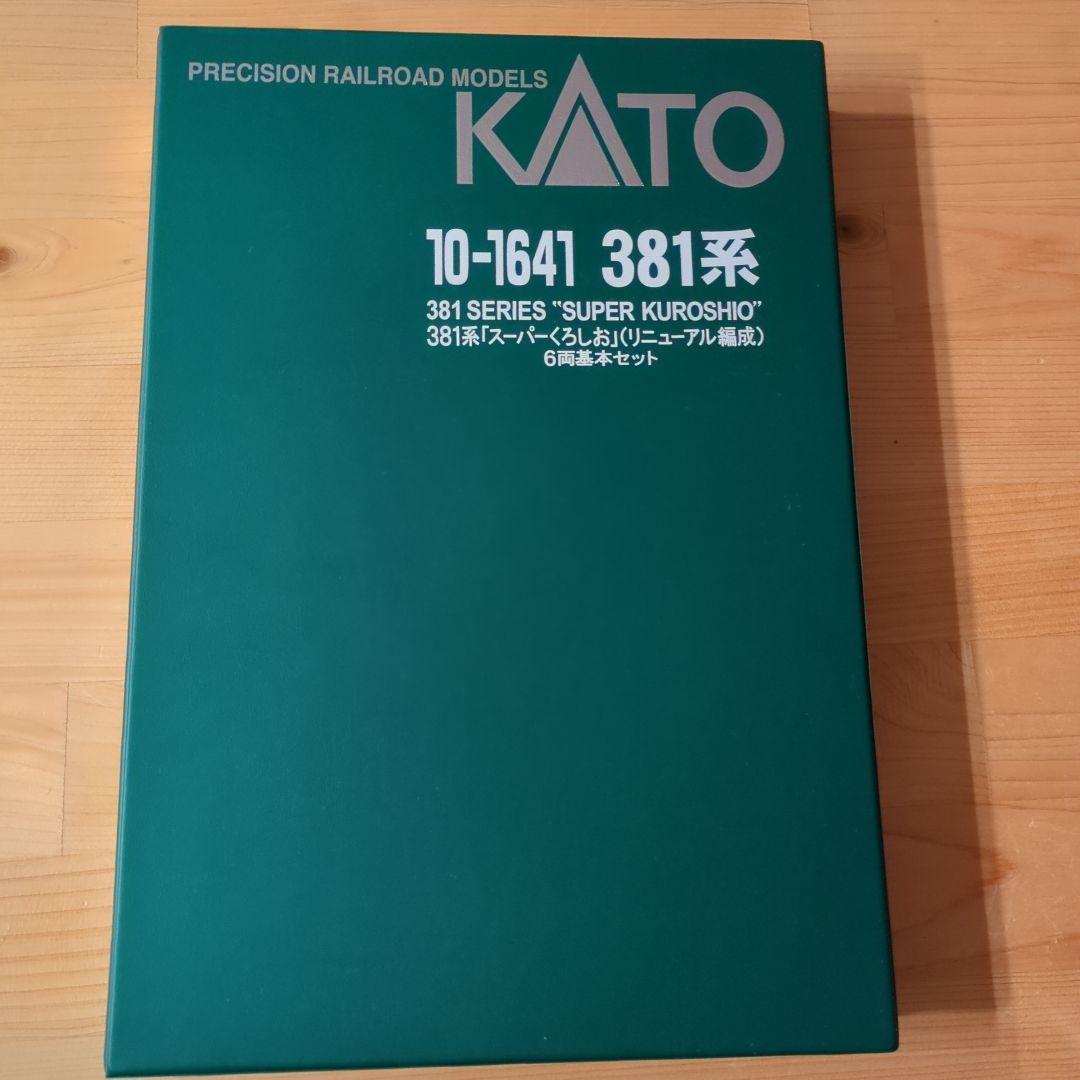 PRECISION RAILROAD MODELS
KATO
10-1641 381系
381 SERIES "SUPER KUROSHIO"
381系「スーパーくろしお」(リニューアル編成)
6両基本セット